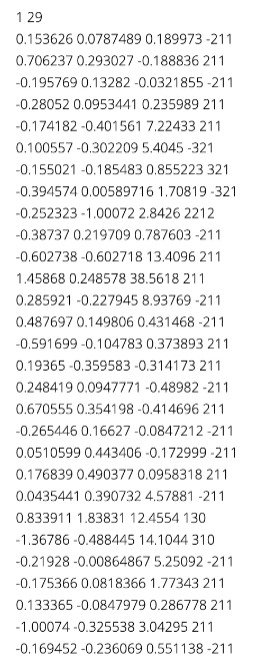 1 29
0.153626 0.0787489 0.189973 -211
0.706237 0.293027 -0.188836 211
-0.195769 0.13282 -0.0321855 -211
-0.28052 0.0953441 0.235989 211
-0.174182 -0.401561 7.22433 211
0.100557 -0.302209 5.4045 -321
-0.155021 -0.185483 0.855223 321
-0.394574 0.00589716 1.70819 -321
-0.252323 -1.00072 2.8426 2212
-0.38737 0.219709 0.787603 -211
-0.602738 -0.602718 13.4096 211
1.45868 0.248578 38.5618 211
0.285921 -0.227945 8.93769 -211
0.487697 0.149806 0.431468 -211
-0.591699 -0.104783 0.373893 211
0.19365 -0.359583 -0.314173 211
0.248419 0.0947771 -0.48982 -211
0.670555 0.354198 -0.414696 211
-0.265446 0.16627 -0.0847212 -211
0.0510599 0.443406 -0.172999 -211
0.176839 0.490377 0.0958318 211
0.0435441 0.390732 4.57881 -211
0.833911 1.83831 12.4554 130
-1.36786 -0.488445 14.1044 310
-0.21928 -0.00864867 5.25092 -211
-0.175366 0.0818366 1.77343 211
0.133365 -0.0847979 0.286778 211
-1.00074 -0.325538 3.04295 211
-0.169452 -0.236069 0.551138 -211